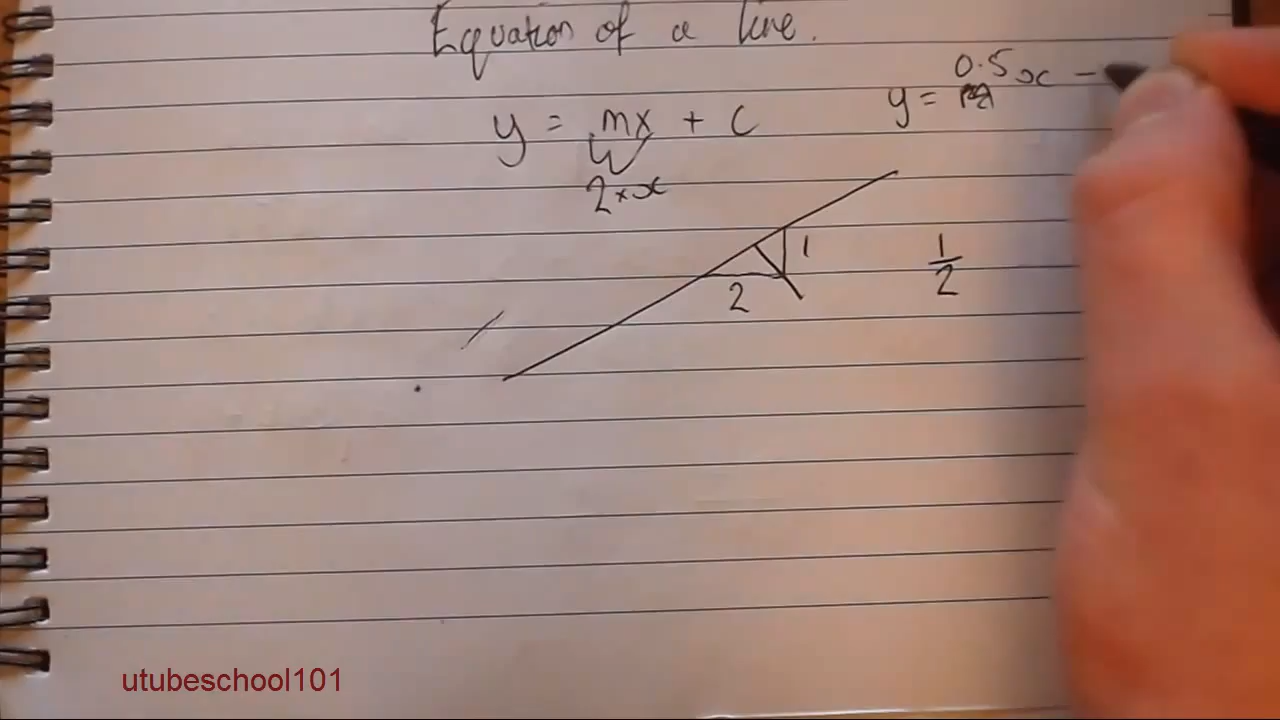 Equation of a line.
y = mx + c
2 × x
y = 0.5x -
1
2
1/2
utubeschool101